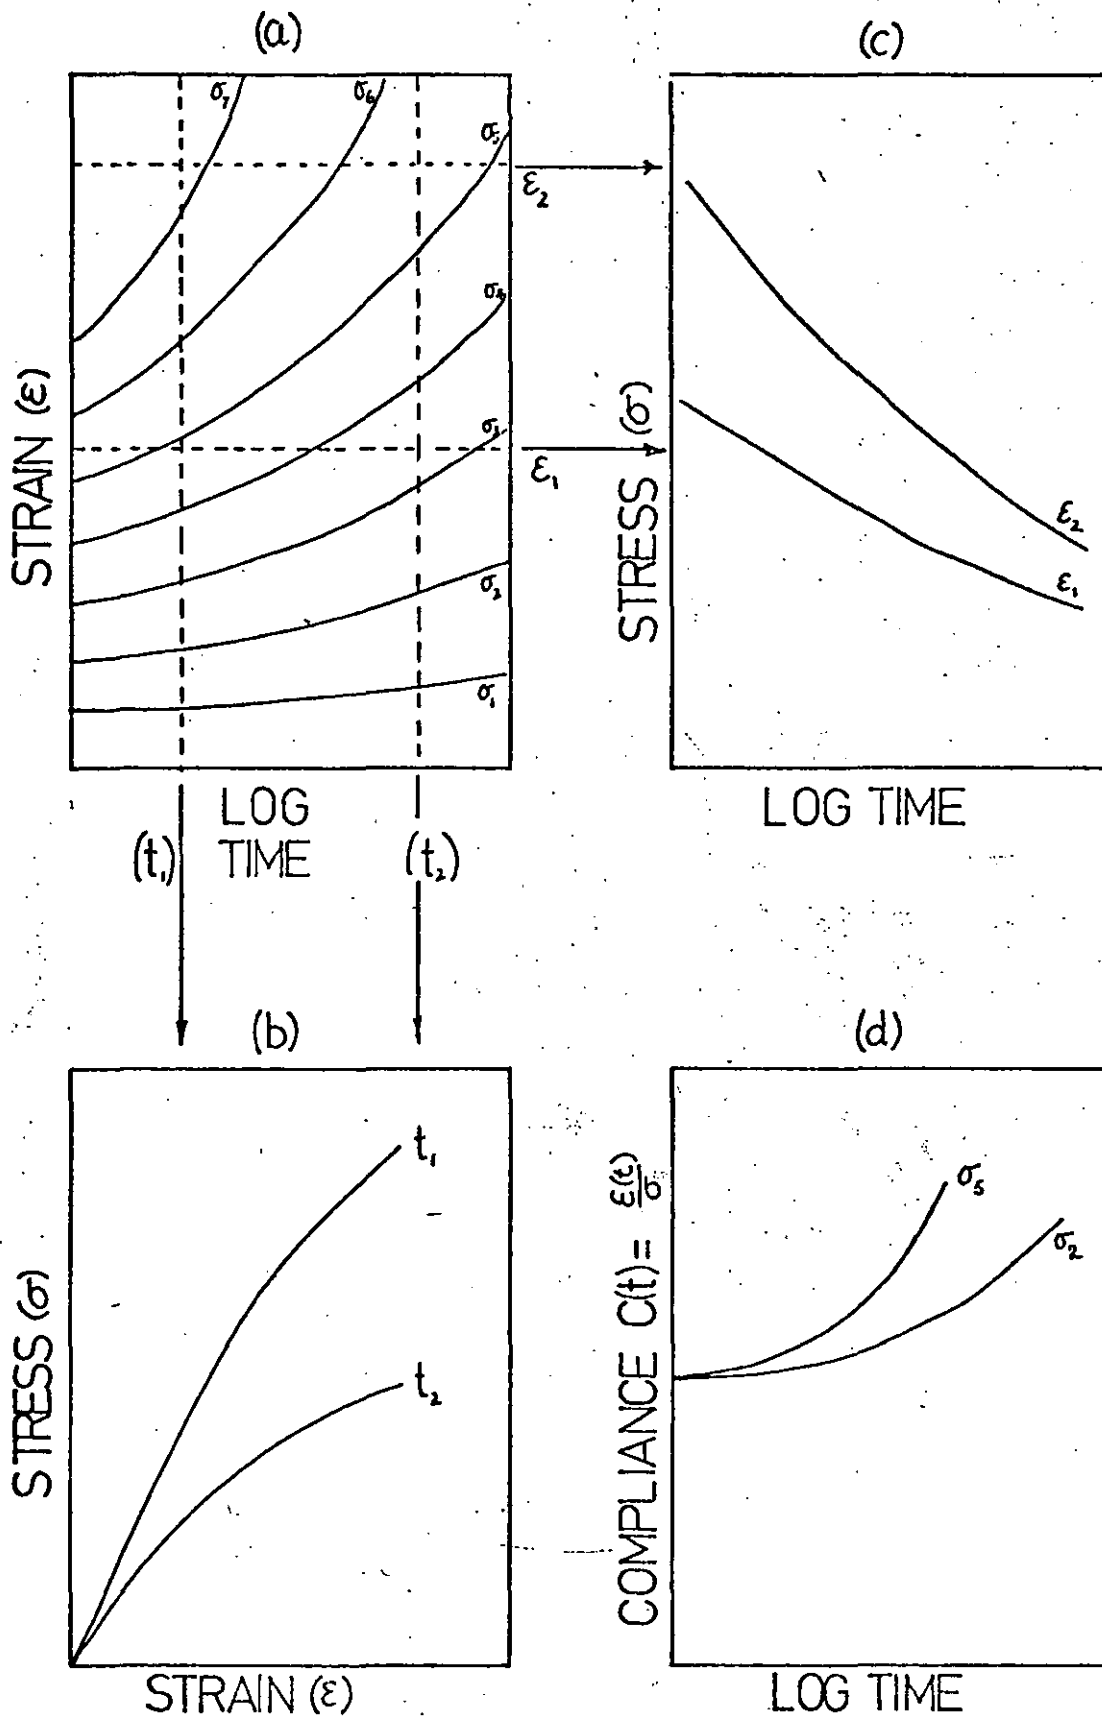 (a)
σ₇
σ₆
σ₅
ε₂
σ₄
σ₃
ε₁
σ₂
σ₁
STRAIN (ε)
LOG
TIME
(t₁)
(t₂)
(c)
STRESS (σ)
ε₂
ε₁
LOG TIME
(b)
t₁
t₂
STRESS (σ)
STRAIN (ε)
(d)
σ₅
σ₂
COMPLIANCE C(t) = ε(t)/σ
LOG TIME